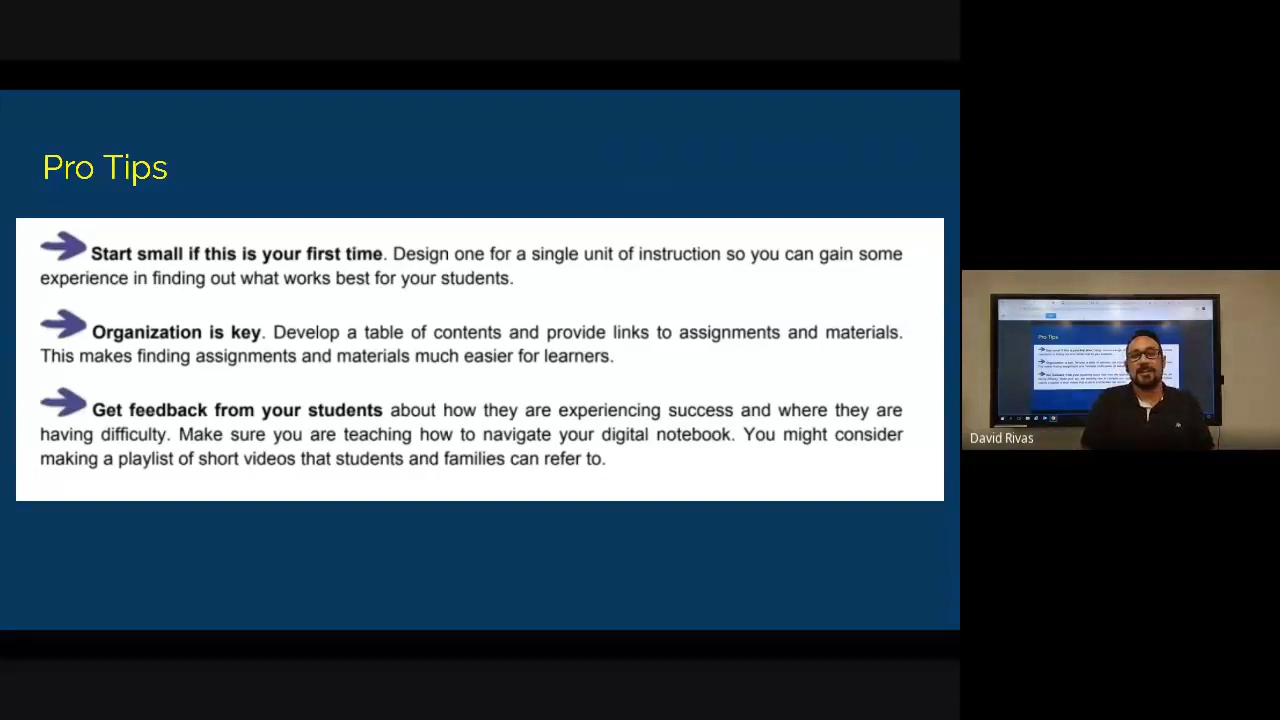 Pro Tips
Start small if this is your first time. Design one for a single unit of instruction so you can gain some
experience in finding out what works best for your students.
Organization is key. Develop a table of contents and provide links to assignments and materials.
This makes finding assignments and materials much easier for learners.
Get feedback from your students about how they are experiencing success and where they are
having difficulty. Make sure you are teaching how to navigate your digital notebook. You might consider
making a playlist of short videos that students and families can refer to.
Pro Tips
David Rivas